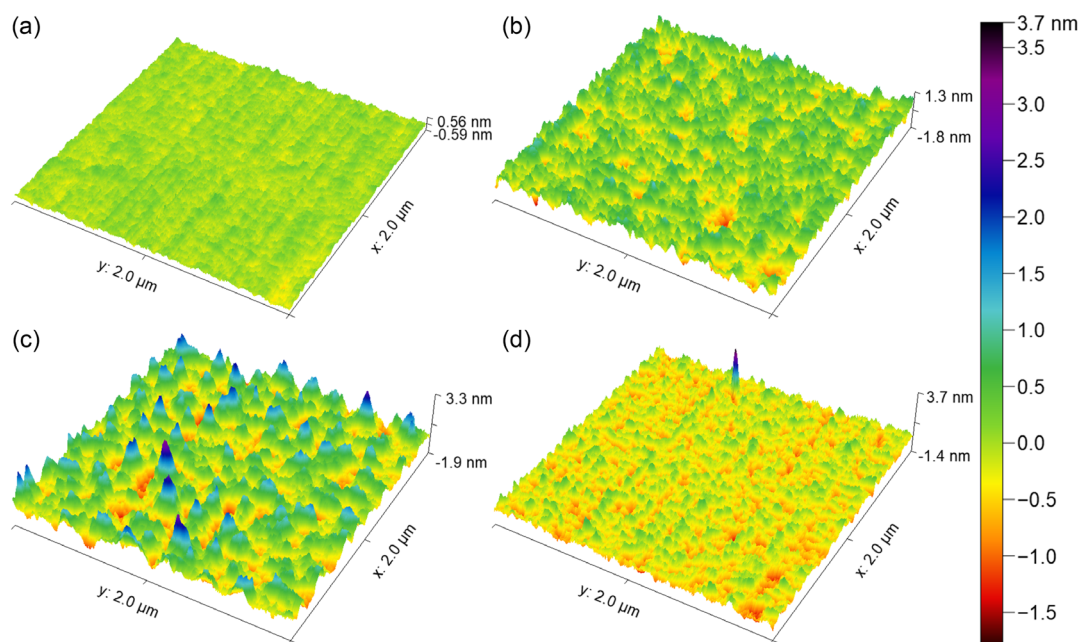 (a)
0.56 nm
-0.59 nm
x: 2.0 µm
y: 2.0 µm
(b)
1.3 nm
-1.8 nm
x: 2.0 µm
y: 2.0 µm
(c)
3.3 nm
-1.9 nm
x: 2.0 µm
y: 2.0 µm
(d)
3.7 nm
-1.4 nm
x: 2.0 µm
y: 2.0 µm
3.7 nm
3.5
3.0
2.5
2.0
1.5
1.0
0.5
0.0
−0.5
−1.0
−1.5